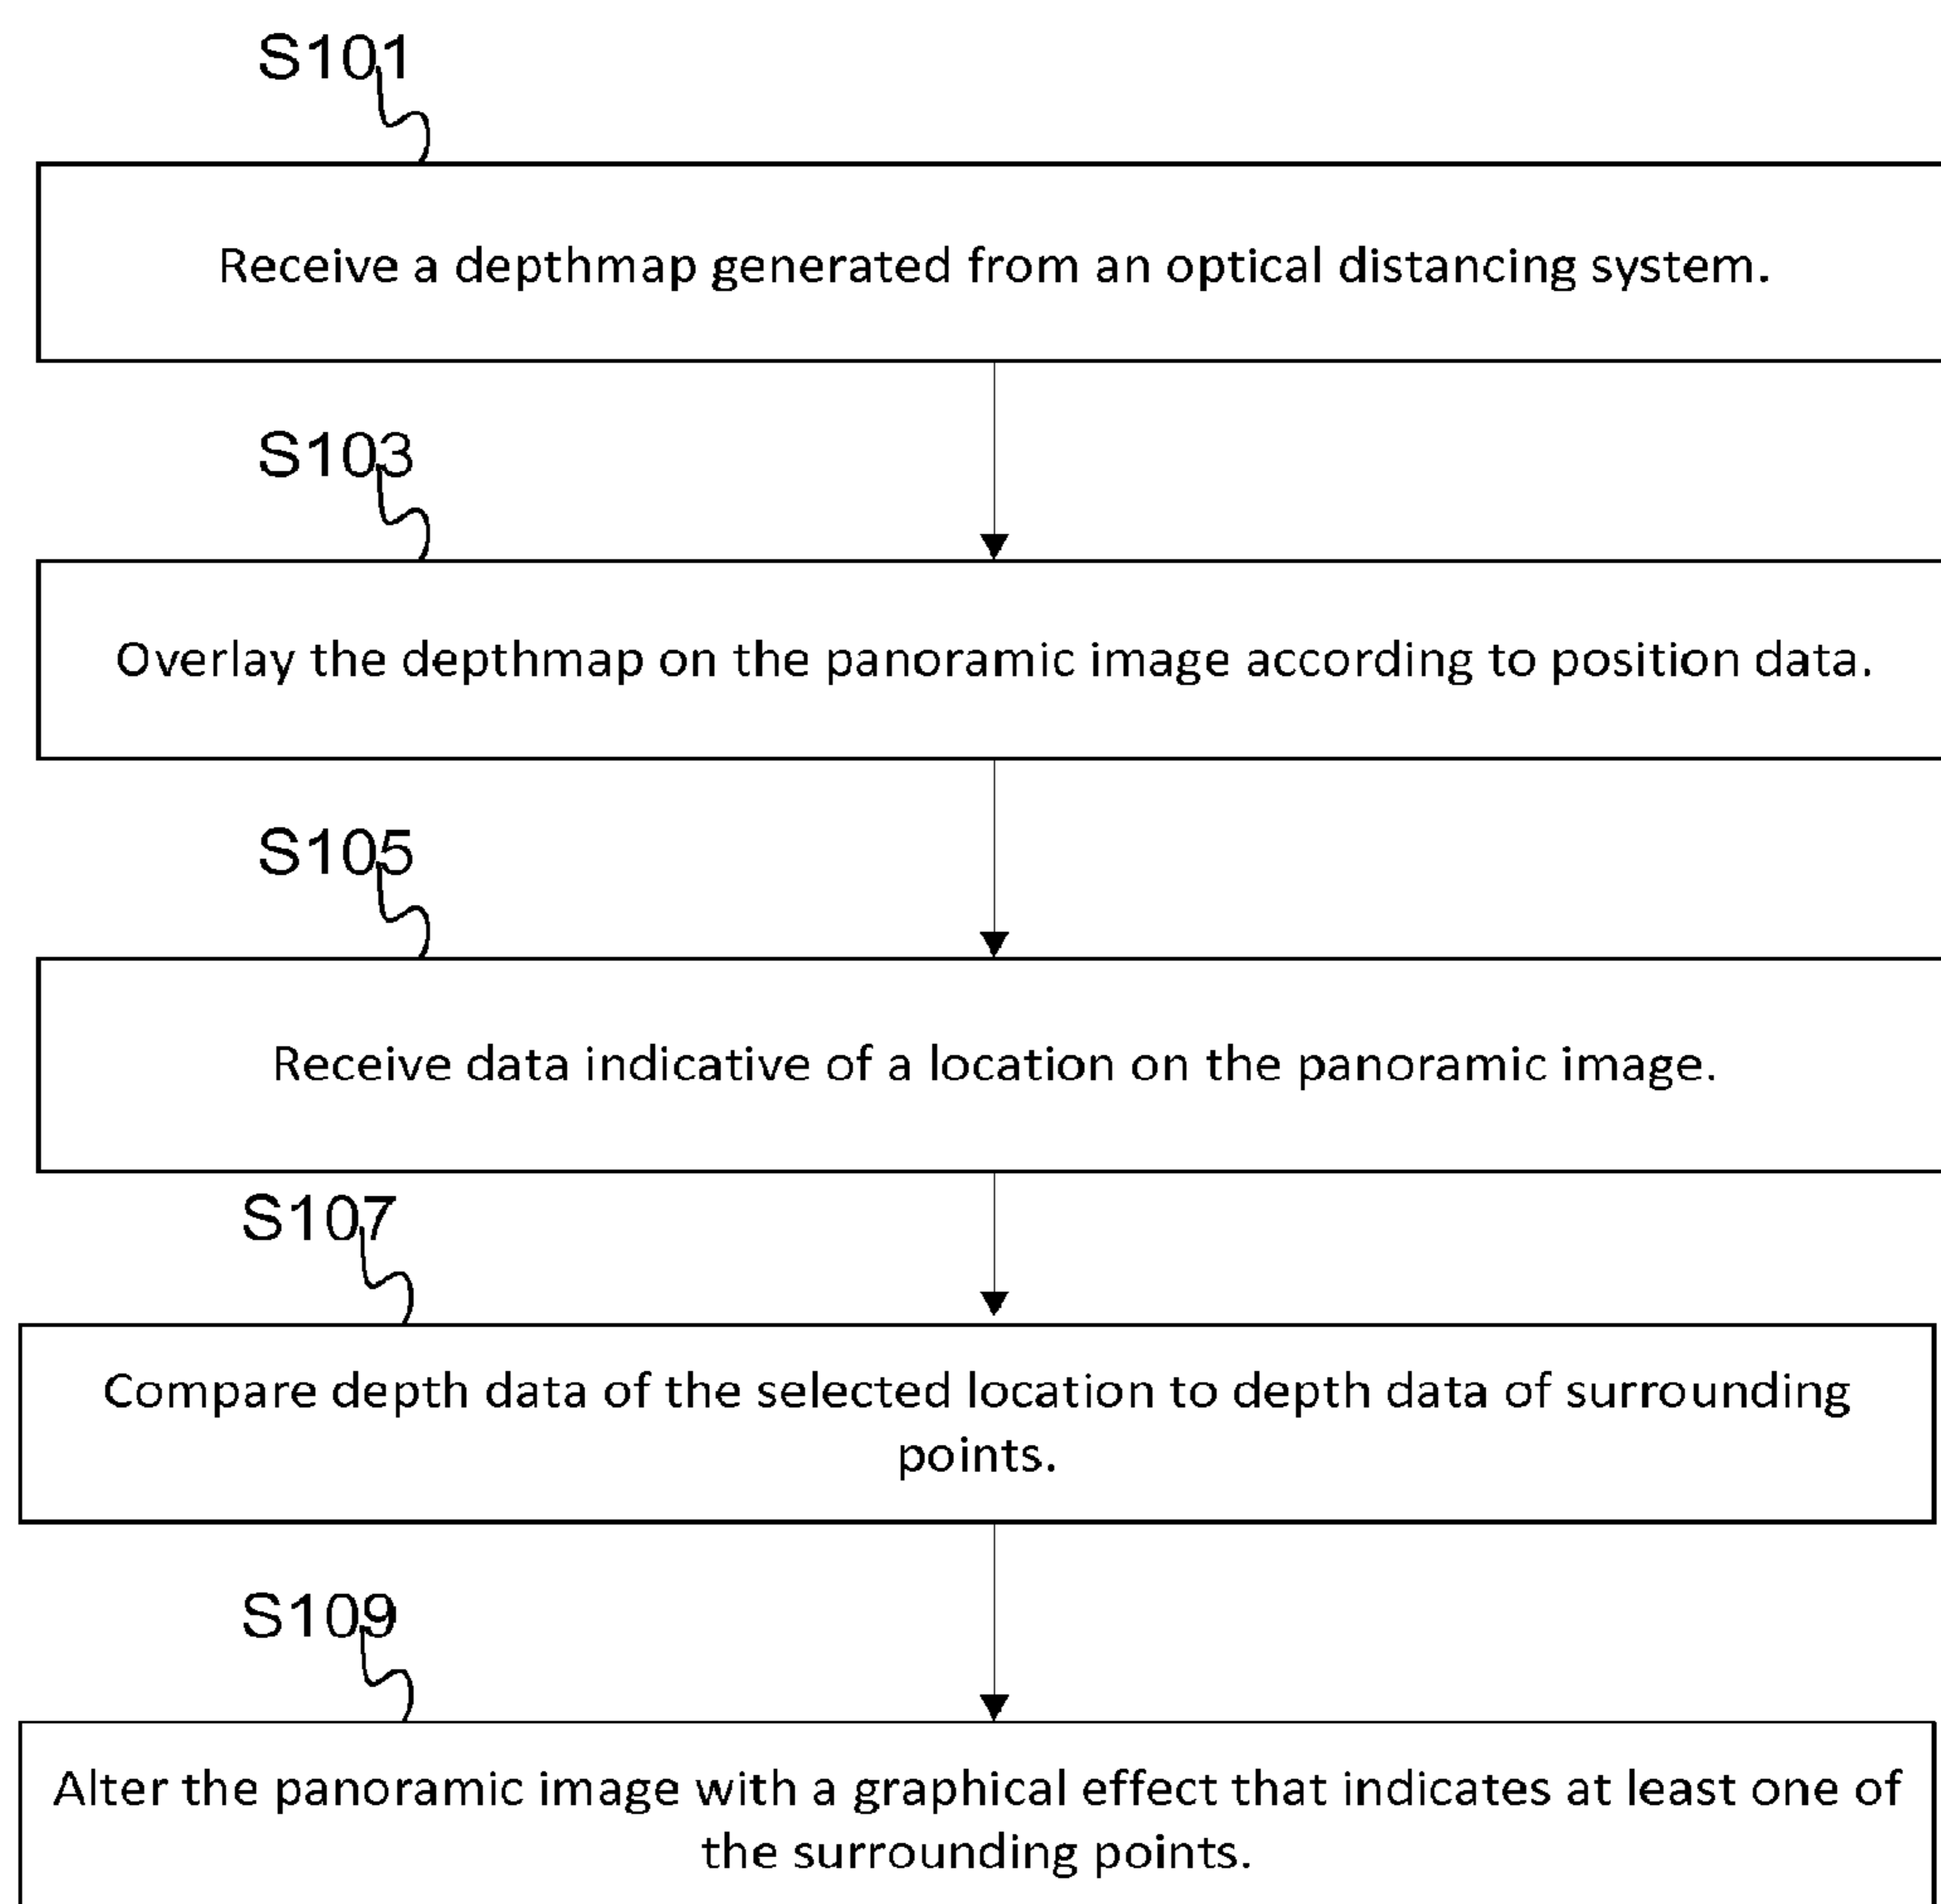 S101
Receive a depthmap generated from an optical distancing system.
S103
Overlay the depthmap on the panoramic image according to position data.
S105
Receive data indicative of a location on the panoramic image.
S107
Compare depth data of the selected location to depth data of surrounding
points.
S109
Alter the panoramic image with a graphical effect that indicates at least one of
the surrounding points.